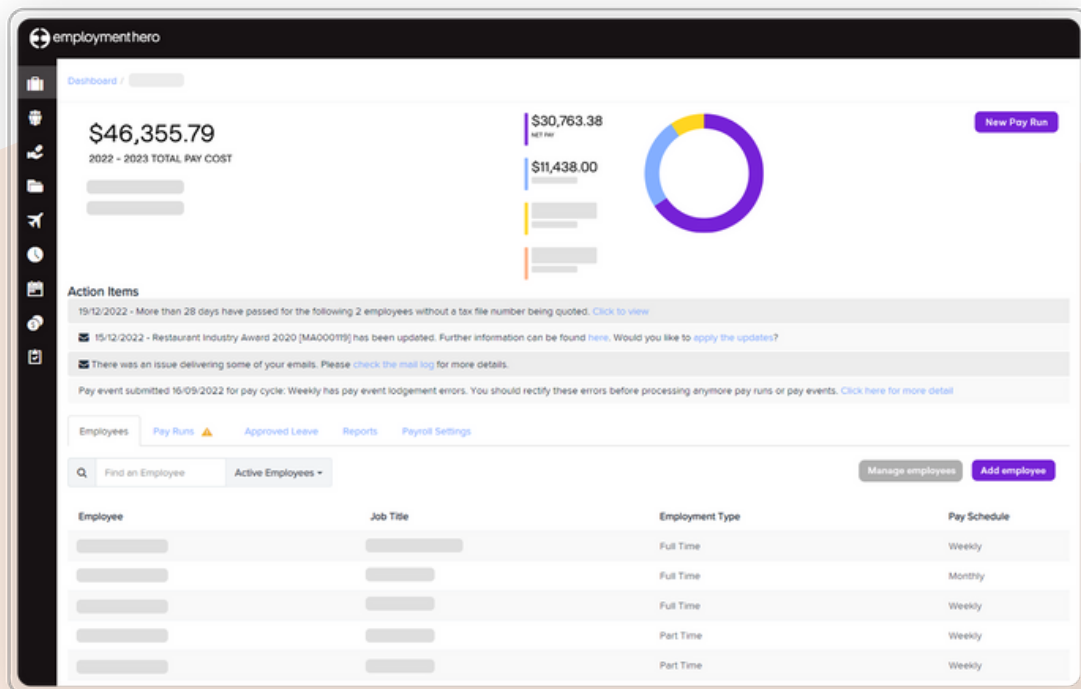 employmenthero
Dashboard /
$46,355.79
2022 - 2023 TOTAL PAY COST
$30,763.38
NET PAY
$11,438.00
New Pay Run
Action Items
19/12/2022 - More than 28 days have passed for the following 2 employees without a tax file number being quoted. Click to view
15/12/2022 - Restaurant Industry Award 2020 [MA000119] has been updated. Further information can be found here. Would you like to apply the updates?
There was an issue delivering some of your emails. Please check the mail log for more details.
Pay event submitted 16/09/2022 for pay cycle: Weekly has pay event lodgement errors. You should rectify these errors before processing anymore pay runs or pay events. Click here for more detail
Employees Pay Runs Approved Leave Reports Payroll Settings
Find an Employee Active Employees Manage employees Add employee
Employee Job Title Employment Type Pay Schedule
Full Time Weekly
Full Time Monthly
Full Time Weekly
Part Time Weekly
Part Time Weekly